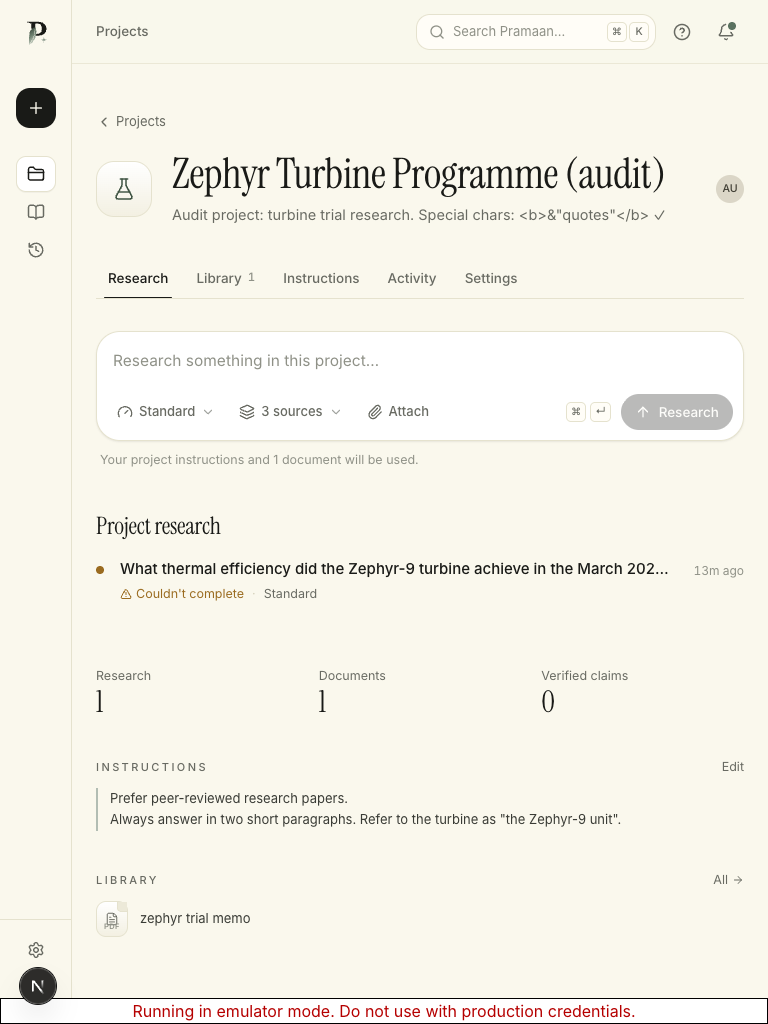 P
Projects
Search Pramaan...
⌘ K
Projects
Zephyr Turbine Programme (audit)
AU
Audit project: turbine trial research. Special chars: <b>&"quotes"</b> ✓
Research
Library 1
Instructions
Activity
Settings
Research something in this project...
Standard
3 sources
Attach
⌘ ↵
Research
Your project instructions and 1 document will be used.
Project research
What thermal efficiency did the Zephyr-9 turbine achieve in the March 202...
13m ago
Couldn't complete · Standard
Research
Documents
Verified claims
1
1
0
INSTRUCTIONS
Edit
Prefer peer-reviewed research papers.
Always answer in two short paragraphs. Refer to the turbine as "the Zephyr-9 unit".
LIBRARY
All →
PDF
zephyr trial memo
N
Running in emulator mode. Do not use with production credentials.